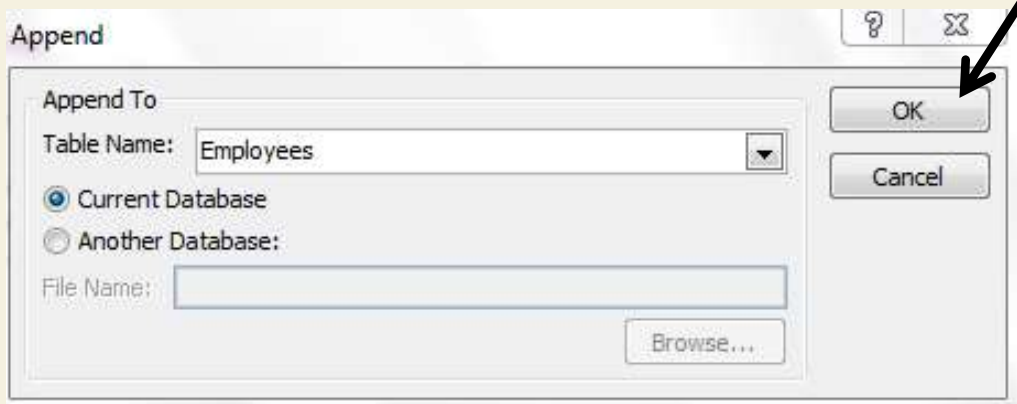 Append
?
Append To
OK
Table Name: Employees
Cancel
Current Database
Another Database:
File Name:
Browse...